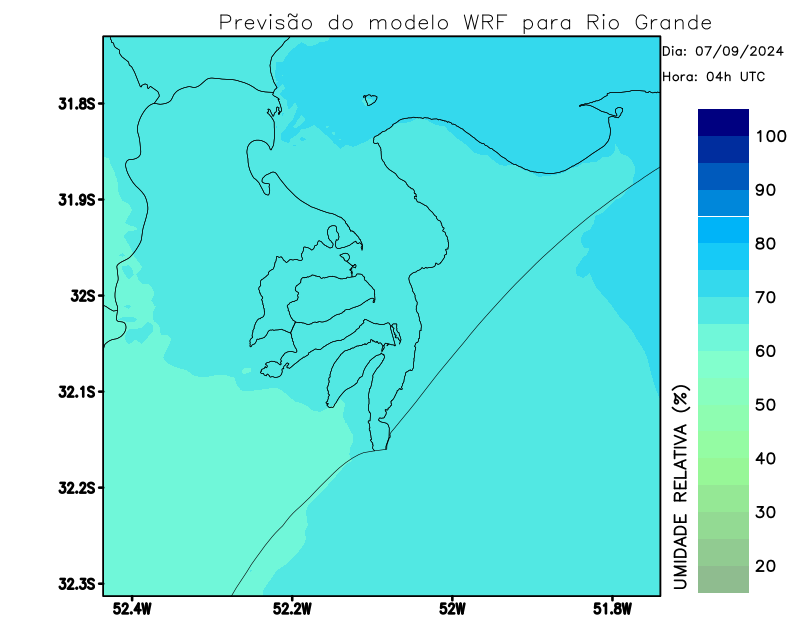 Previsão do modelo WRF para Rio Grande
Dia: 07/09/2024
Hora: 04h UTC
31.8S
31.9S
32S
32.1S
32.2S
32.3S
52.4W
52.2W
52W
51.8W
100
90
80
70
60
50
40
30
20
UMIDADE RELATIVA (%)